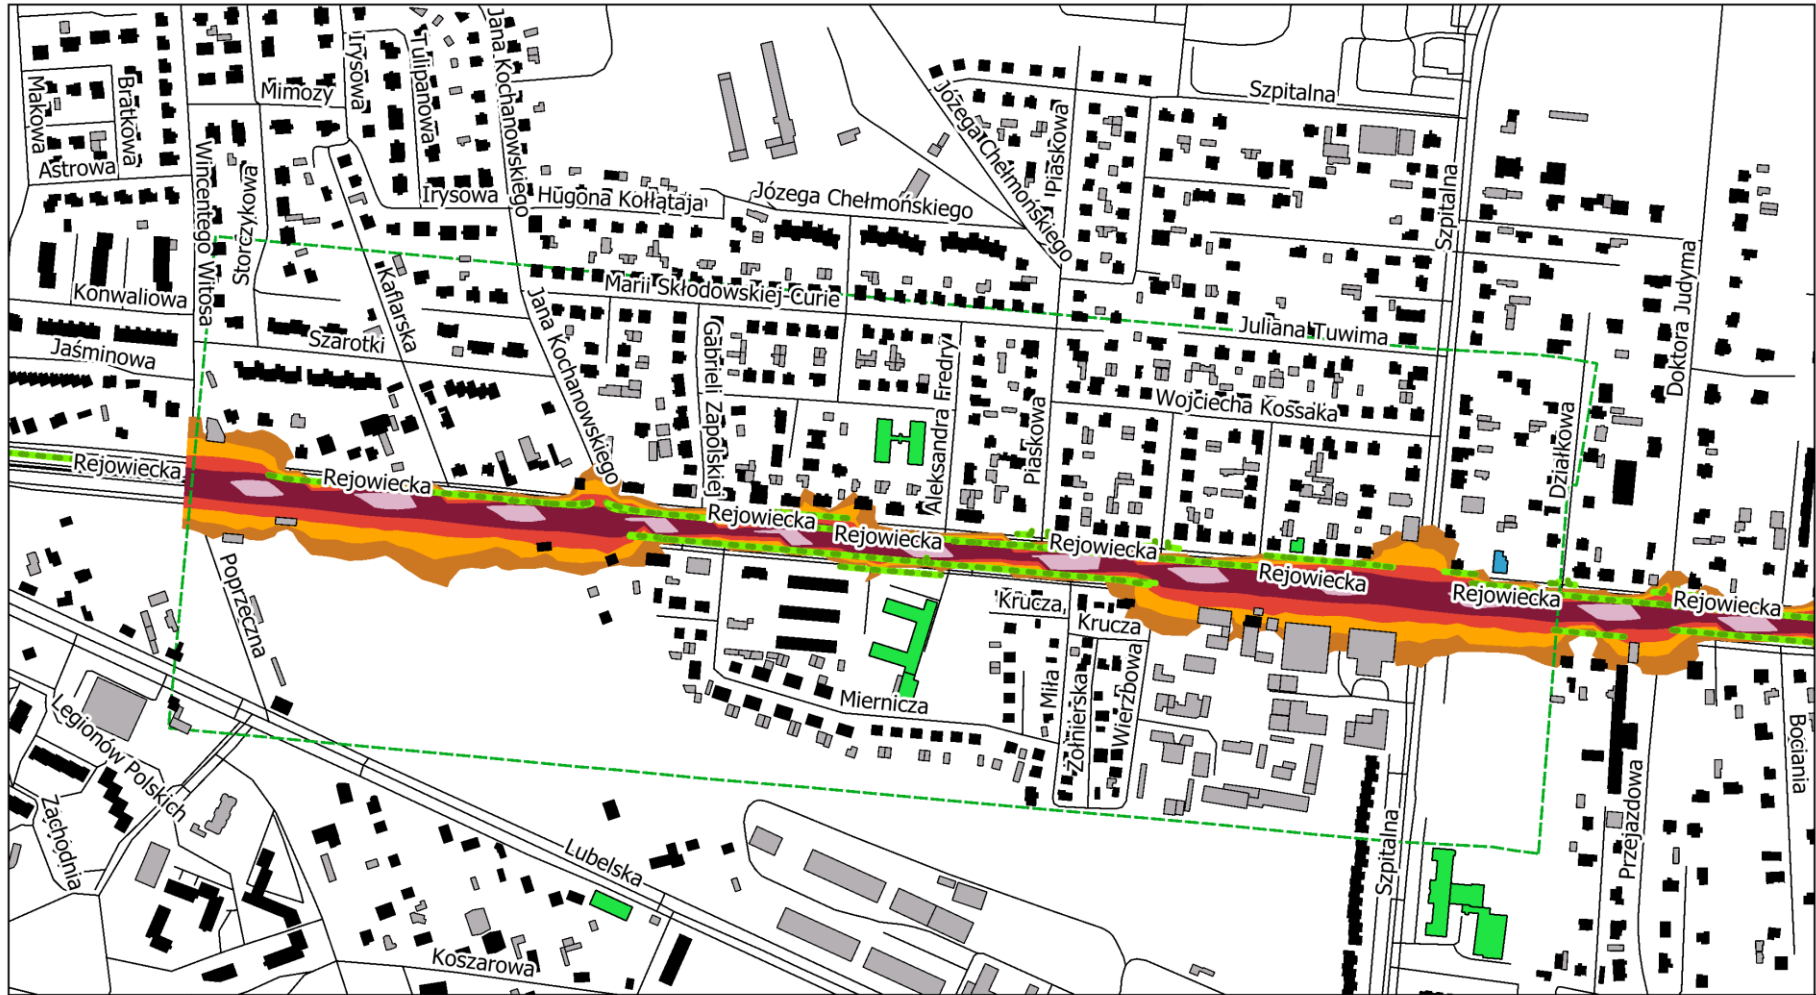 Szpitalna
Irysowa
Tulipanowa
Jana Kochanowskiego
Makowa
Bratkowa
Mimozy
Józega Chełmońskiego
Piaskowa
Astrowa
Wincentego Witosa
Storczykowa
Irysowa
Hugona Kołłątaja
Józega Chełmońskiego
Szpitalna
Konwaliowa
Kaflarska
Marii Skłodowskiej-Curie
Juliana Tuwima
Doktora Judyma
Jaśminowa
Szarotki
Jana Kochanowskiego
Gabrieli Zapolskiej
Aleksandra Fredry
Piaskowa
Wojciecha Kossaka
Działkowa
Rejowiecka
Rejowiecka
Rejowiecka
Rejowiecka
Rejowiecka
Rejowiecka
Rejowiecka
Rejowiecka
Poprzeczna
Krucza
Krucza
Miła
Żołnierska
Wierzbowa
Miernicza
Legionów Polskich
Zachodnia
Lubelska
Koszarowa
Szpitalna
Przejazdowa
Bociania